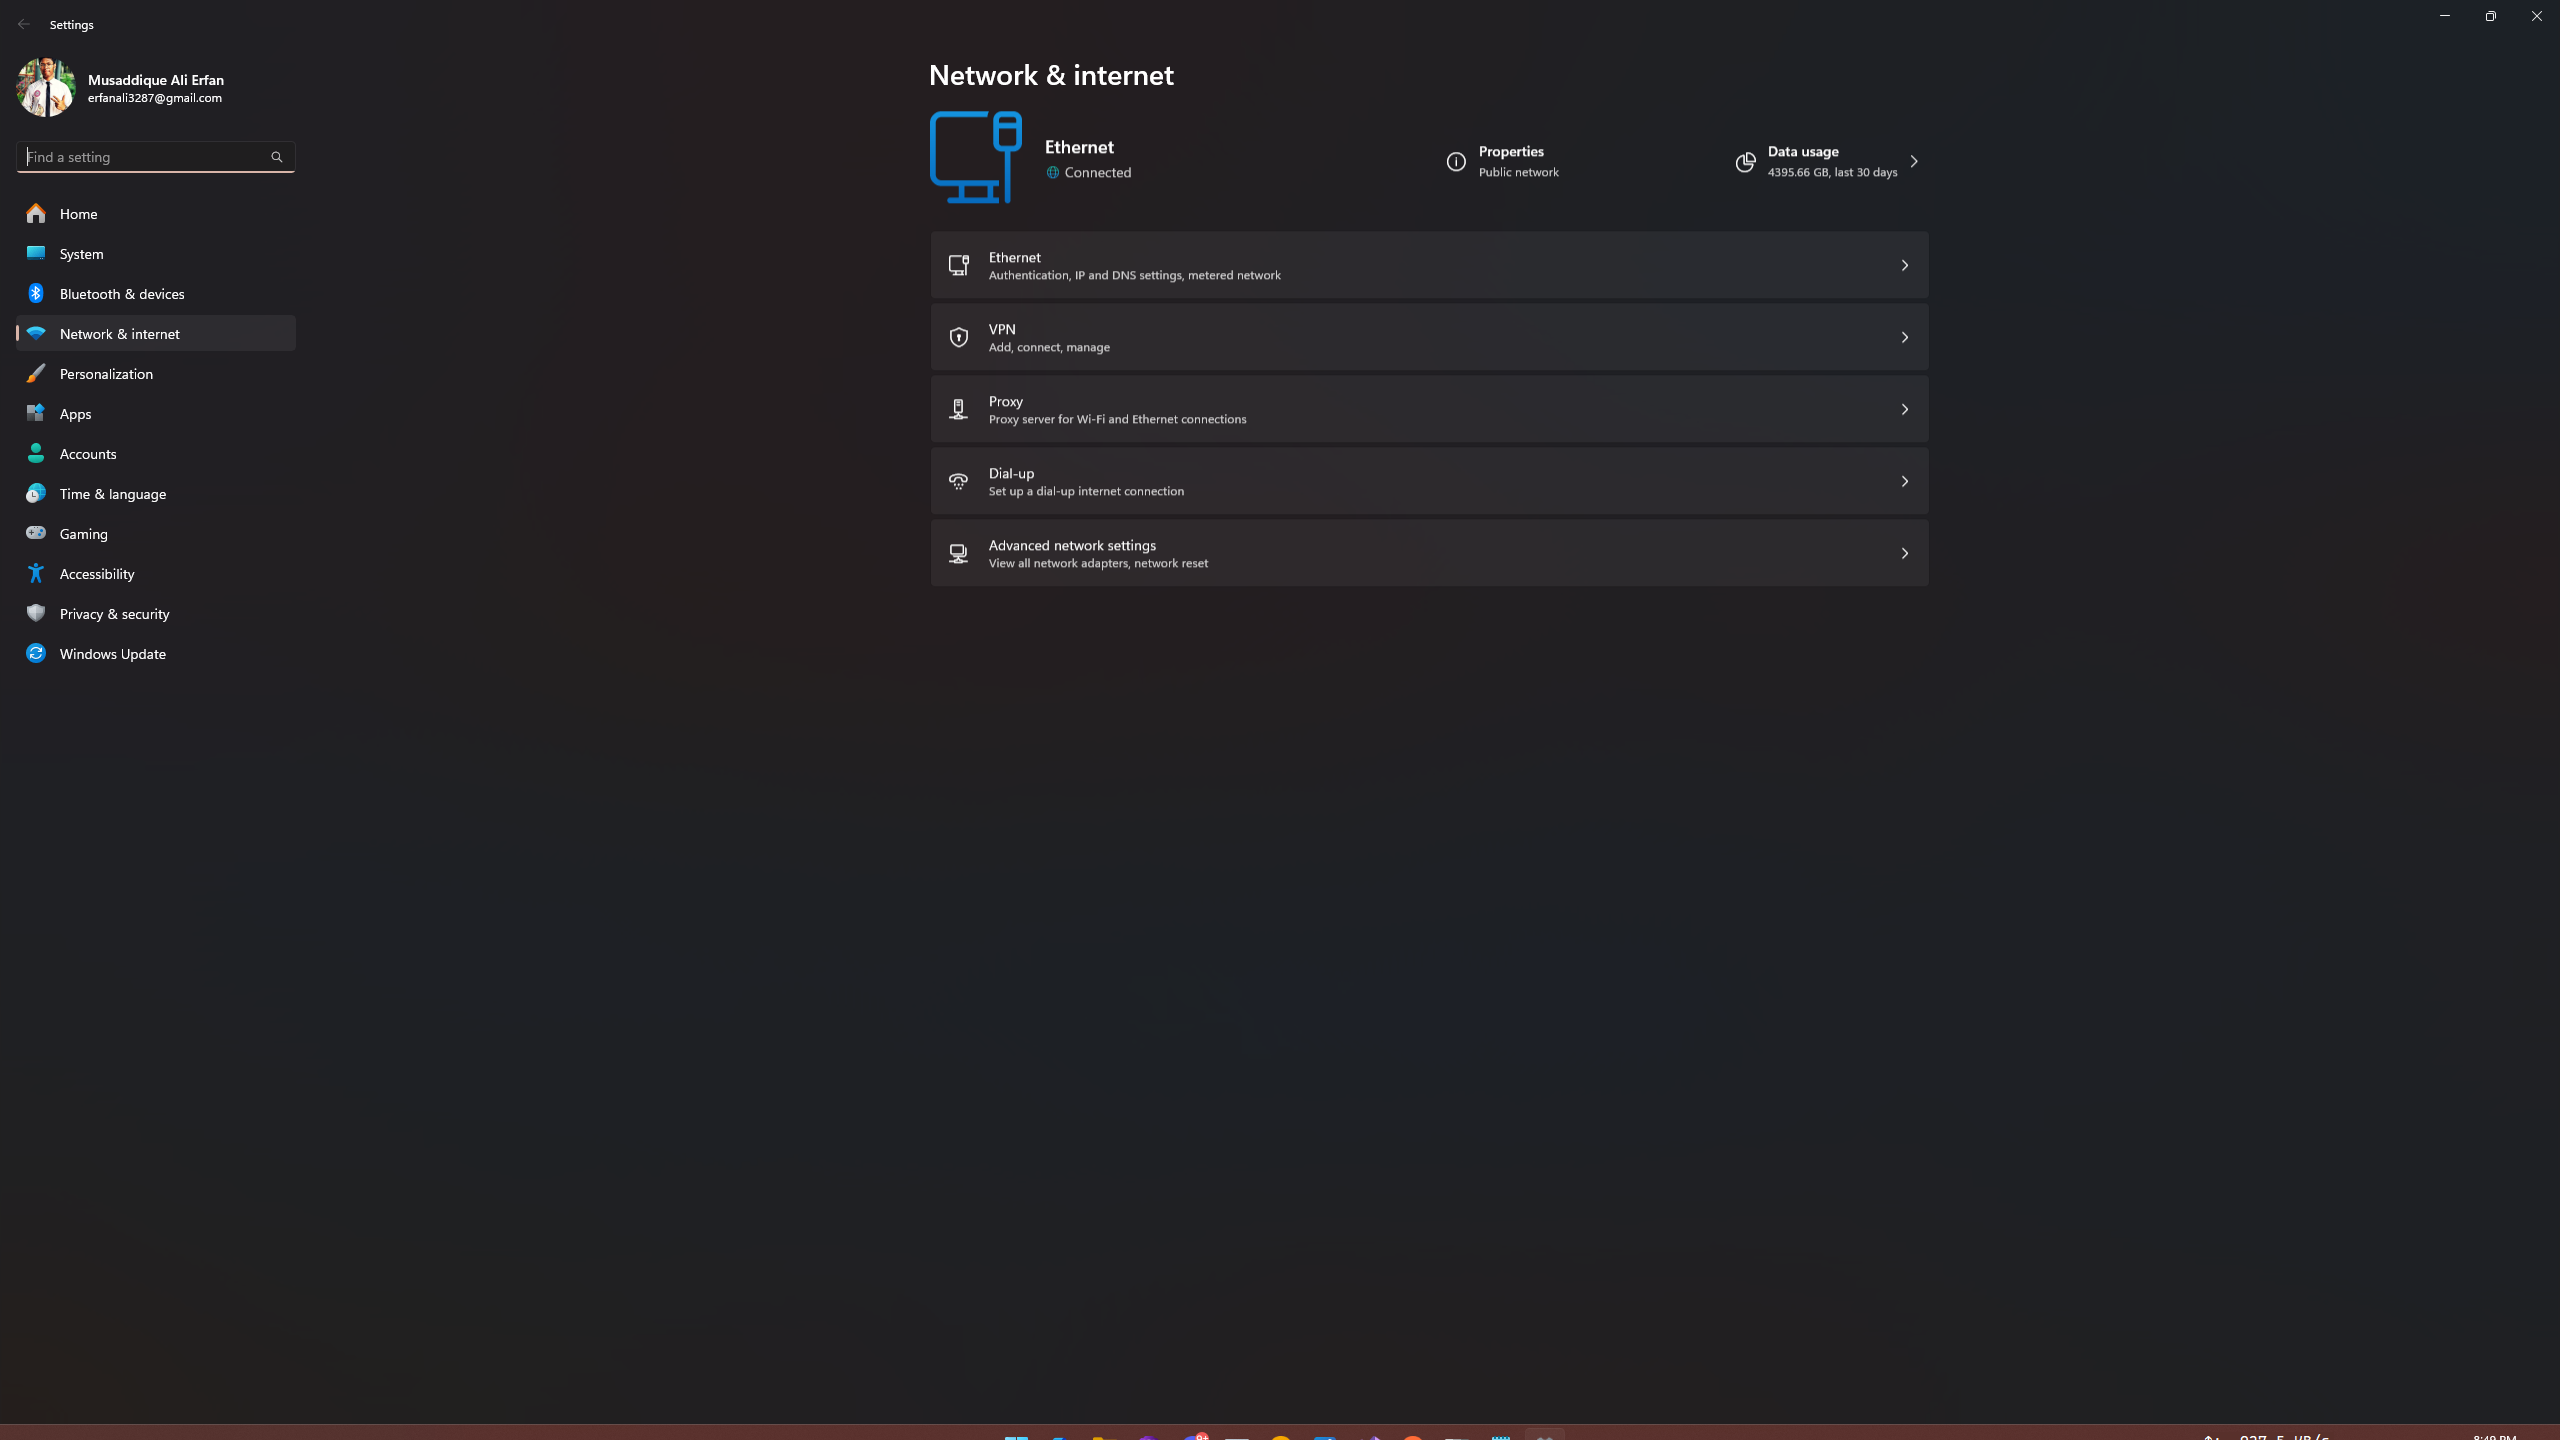 Settings
Musaddique Ali Erfan
erfanali3287@gmail.com
Find a setting
Home
System
Bluetooth & devices
Network & internet
Personalization
Apps
Accounts
Time & language
Gaming
Accessibility
Privacy & security
Windows Update
Network & internet
Ethernet
Connected
Properties
Public network
Data usage
4395.66 GB, last 30 days
Ethernet
Authentication, IP and DNS settings, metered network
VPN
Add, connect, manage
Proxy
Proxy server for Wi-Fi and Ethernet connections
Dial-up
Set up a dial-up internet connection
Advanced network settings
View all network adapters, network reset